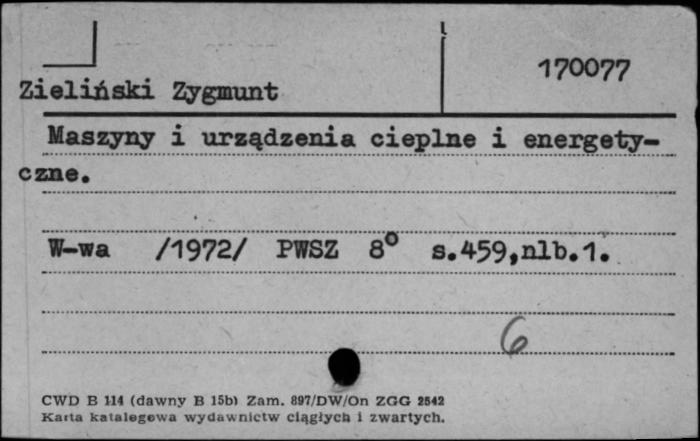 170077
Zieliński Zygmunt
Maszyny i urządzenia cieplne i energety-
czne.
W-wa /1972/ PWSZ 8° s.459,nlb.1.
6
CWD B 114 (dawny B 15b) Zam. 897/DW/On ZGG 2542
Karta katalegewa wydawnictw ciągłych i zwartych.